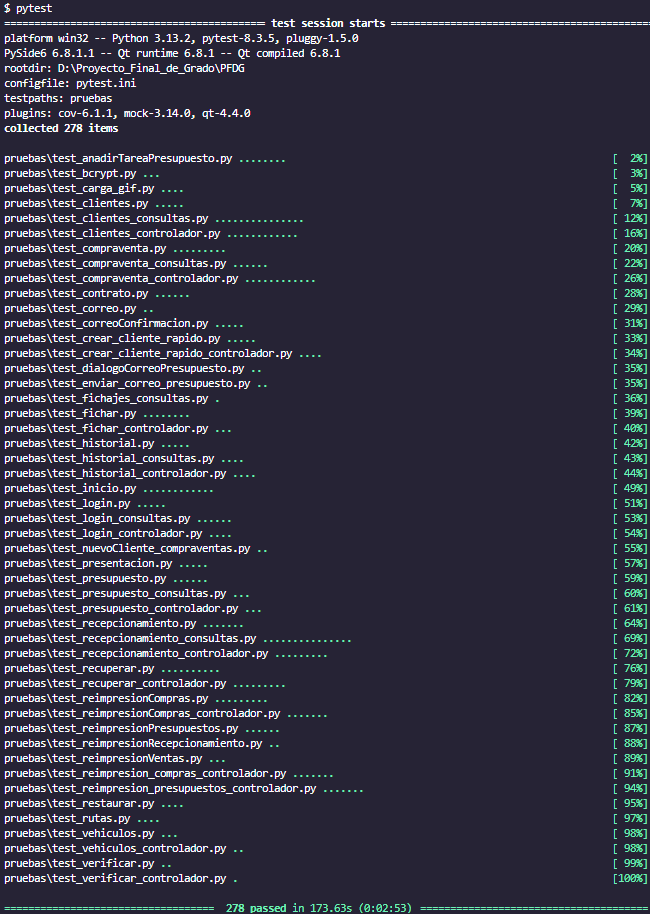 $ pytest
========================================== test session starts ==========================================
platform win32 -- Python 3.13.2, pytest-8.3.5, pluggy-1.5.0
PySide6 6.8.1.1 -- Qt runtime 6.8.1 -- Qt compiled 6.8.1
rootdir: D:\Proyecto_Final_de_Grado\PFDG
configfile: pytest.ini
testpaths: pruebas
plugins: cov-6.1.1, mock-3.14.0, qt-4.4.0
collected 278 items
pruebas\test_anadirTareaPresupuesto.py ........ [  2%]
pruebas\test_bcrypt.py ... [  3%]
pruebas\test_carga_gif.py .... [  5%]
pruebas\test_clientes.py ..... [  7%]
pruebas\test_clientes_consultas.py ............... [ 12%]
pruebas\test_clientes_controlador.py ............ [ 16%]
pruebas\test_compraventa.py ......... [ 20%]
pruebas\test_compraventa_consultas.py ...... [ 22%]
pruebas\test_compraventa_controlador.py ............ [ 26%]
pruebas\test_contrato.py ...... [ 28%]
pruebas\test_correo.py .. [ 29%]
pruebas\test_correoConfirmacion.py ..... [ 31%]
pruebas\test_crear_cliente_rapido.py ..... [ 33%]
pruebas\test_crear_cliente_rapido_controlador.py .... [ 34%]
pruebas\test_dialogoCorreoPresupuesto.py .. [ 35%]
pruebas\test_enviar_correo_presupuesto.py .. [ 35%]
pruebas\test_fichajes_consultas.py . [ 36%]
pruebas\test_fichar.py ........ [ 39%]
pruebas\test_fichar_controlador.py ... [ 40%]
pruebas\test_historial.py ..... [ 42%]
pruebas\test_historial_consultas.py .... [ 43%]
pruebas\test_historial_controlador.py .... [ 44%]
pruebas\test_inicio.py ............ [ 49%]
pruebas\test_login.py ..... [ 51%]
pruebas\test_login_consultas.py ...... [ 53%]
pruebas\test_login_controlador.py .... [ 54%]
pruebas\test_nuevoCliente_compraventas.py .. [ 55%]
pruebas\test_presentacion.py ..... [ 57%]
pruebas\test_presupuesto.py ...... [ 59%]
pruebas\test_presupuesto_consultas.py ... [ 60%]
pruebas\test_presupuesto_controlador.py ... [ 61%]
pruebas\test_recepcionamiento.py ....... [ 64%]
pruebas\test_recepcionamiento_consultas.py ............... [ 69%]
pruebas\test_recepcionamiento_controlador.py ......... [ 72%]
pruebas\test_recuperar.py .......... [ 76%]
pruebas\test_recuperar_controlador.py ......... [ 79%]
pruebas\test_reimpresionCompras.py ......... [ 82%]
pruebas\test_reimpresionCompras_controlador.py ....... [ 85%]
pruebas\test_reimpresionPresupuestos.py ...... [ 87%]
pruebas\test_reimpresionRecepcionamiento.py .. [ 88%]
pruebas\test_reimpresionVentas.py ... [ 89%]
pruebas\test_reimpresion_compras_controlador.py ....... [ 91%]
pruebas\test_reimpresion_presupuestos_controlador.py ....... [ 94%]
pruebas\test_restaurar.py .... [ 95%]
pruebas\test_rutas.py .... [ 97%]
pruebas\test_vehiculos.py ... [ 98%]
pruebas\test_vehiculos_controlador.py .. [ 98%]
pruebas\test_verificar.py .. [ 99%]
pruebas\test_verificar_controlador.py . [100%]
================================== 278 passed in 173.63s (0:02:53) ====================================